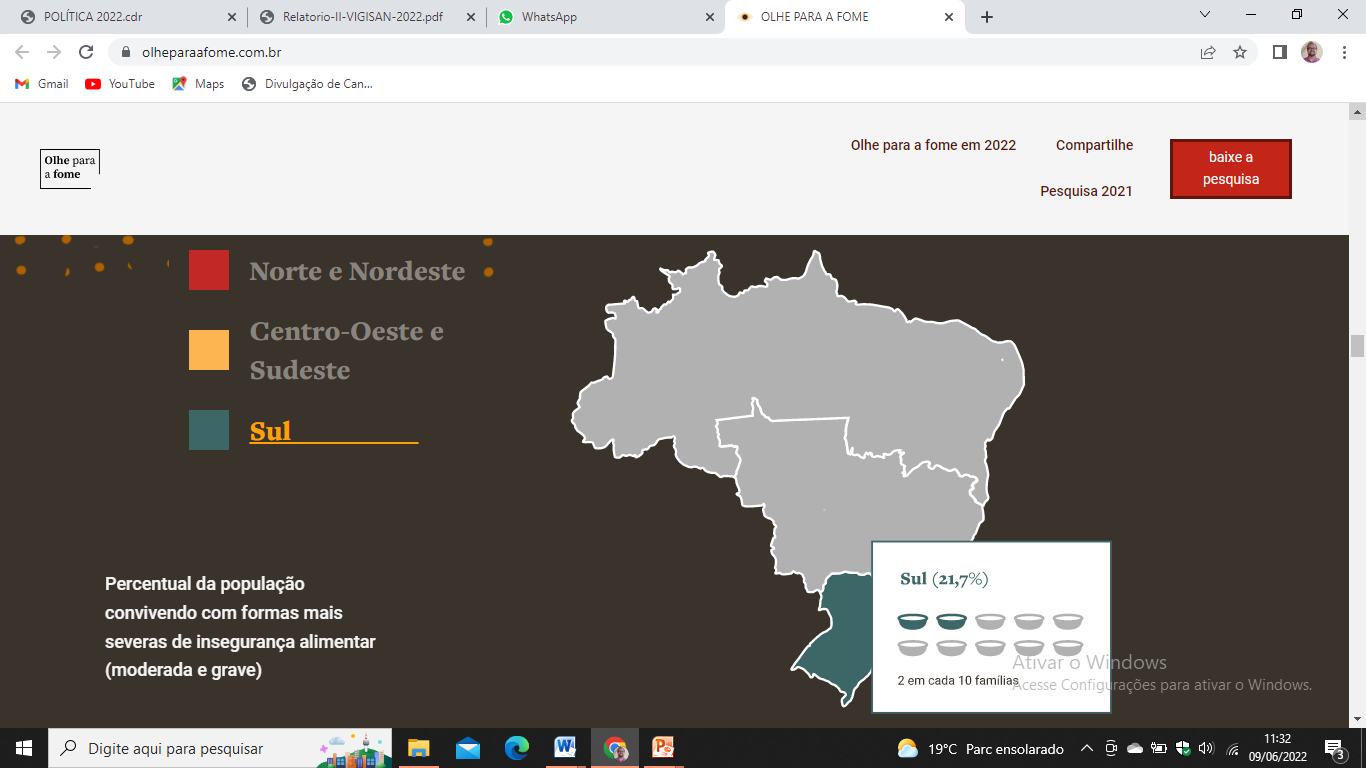 POLÍTICA 2022.cdr
Relatorio-II-VIGISAN-2022.pdf
WhatsApp
OLHE PARA A FOME
olheparaafome.com.br
Gmail
YouTube
Maps
Divulgação de Can...
Olhe para
a fome
Olhe para a fome em 2022
Compartilhe
Pesquisa 2021
baixe a
pesquisa
Norte e Nordeste
Centro-Oeste e
Sudeste
Sul
Percentual da população
convivendo com formas mais
severas de insegurança alimentar
(moderada e grave)
Sul (21,7%)
2 em cada 10 famílias
Ativar o Windows
Acesse Configurações para ativar o Windows.
Digite aqui para pesquisar
19°C Parc ensolarado
11:32
09/06/2022
3